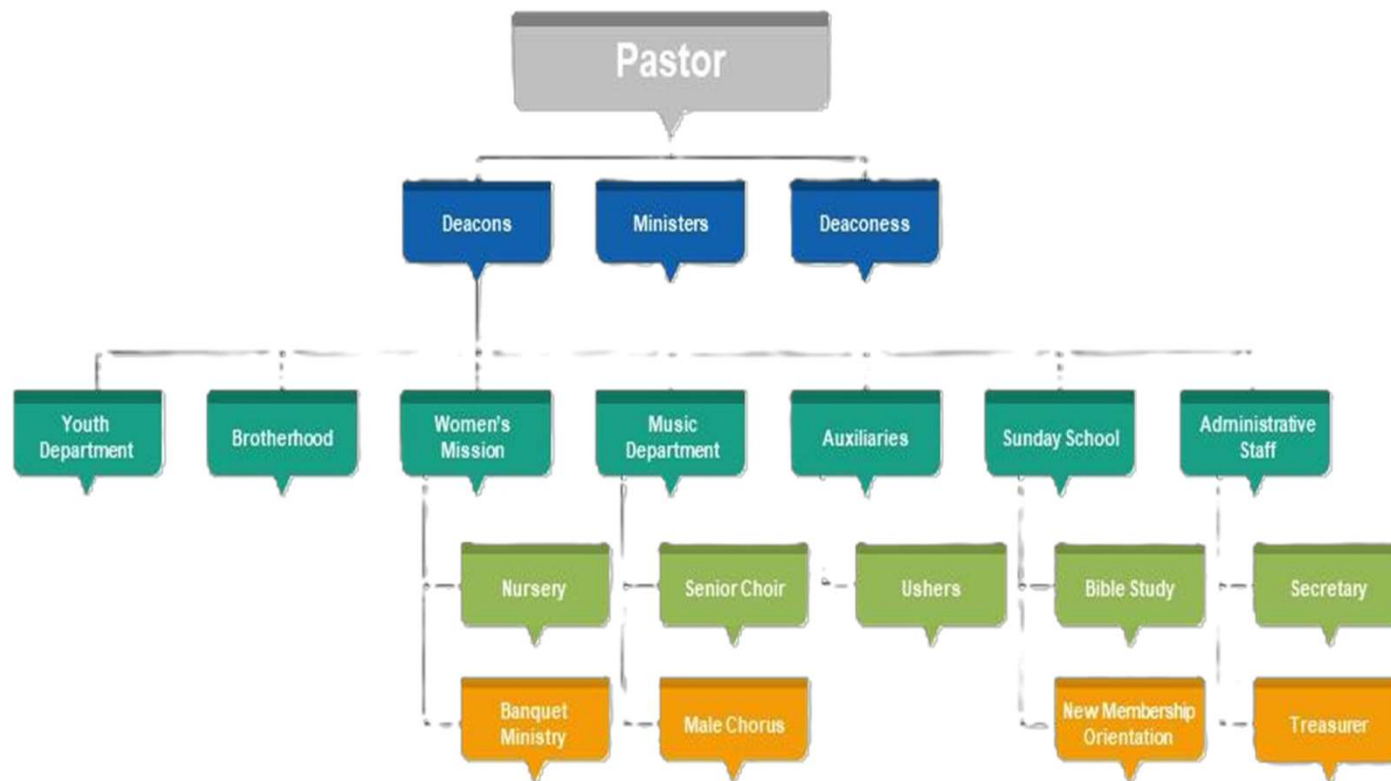 Pastor
Deacons
Ministers
Deaconess
Youth
Department
Brotherhood
Women's
Mission
Music
Department
Auxiliaries
Sunday School
Administrative
Staff
Nursery
Senior Choir
Ushers
Bible Study
Secretary
Banquet
Ministry
Male Chorus
New Membership
Orientation
Treasurer